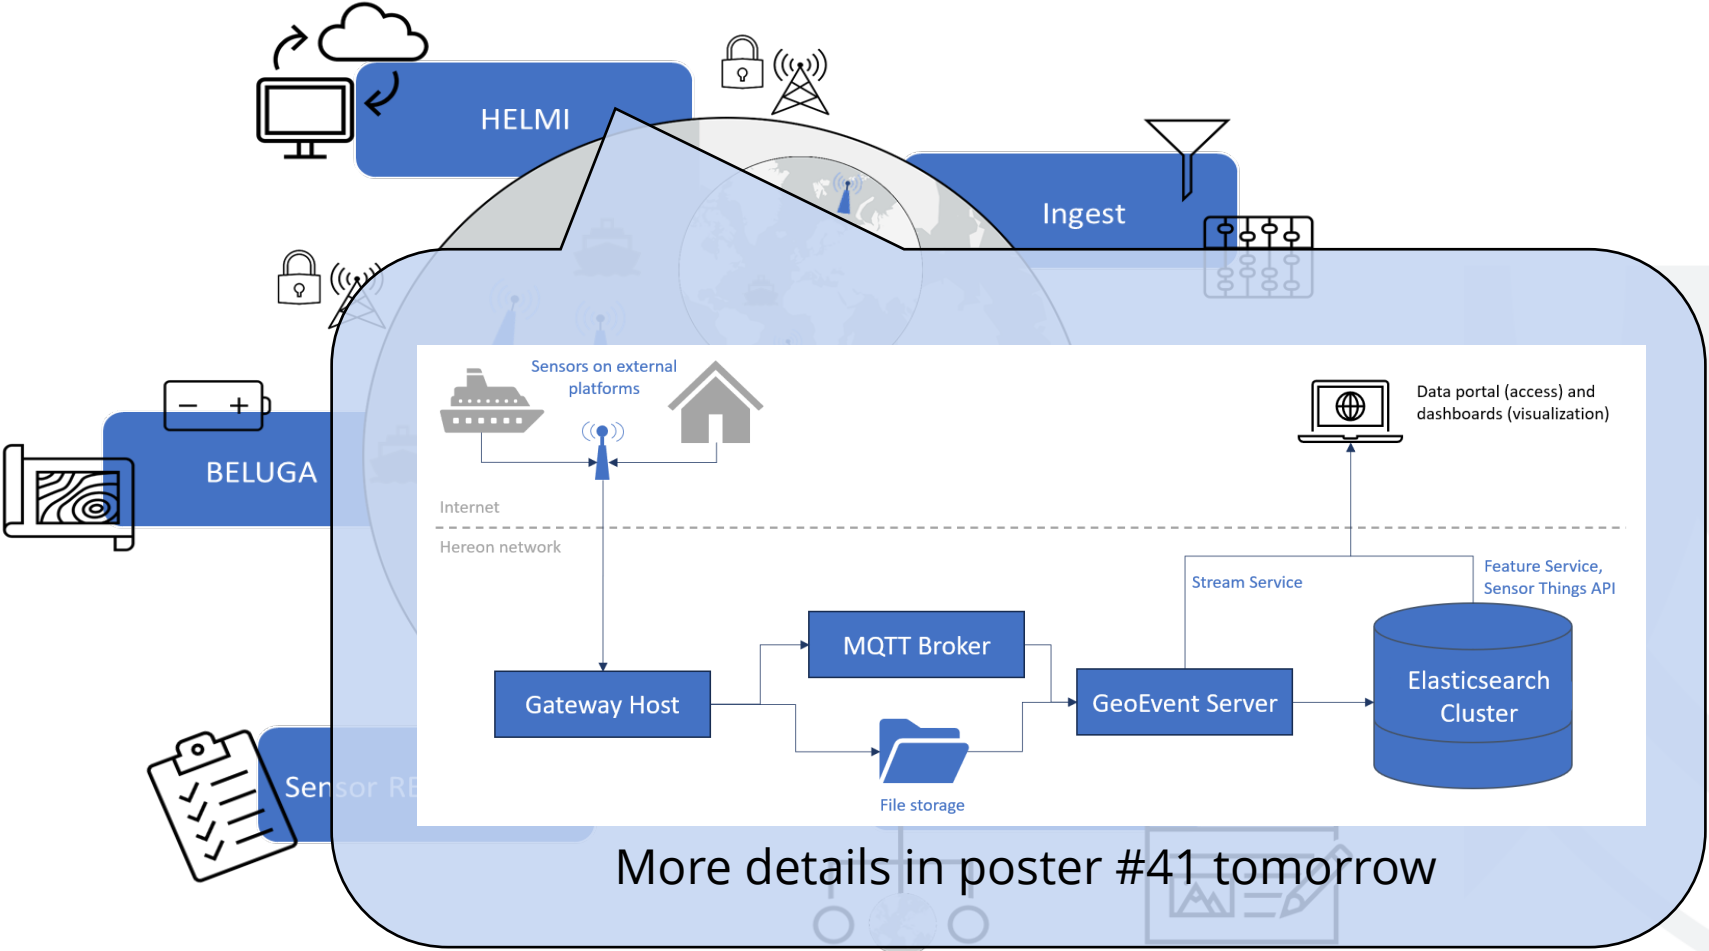 HELMI
Ingest
BELUGA
Sensor RE
Sensors on external
platforms
Data portal (access) and
dashboards (visualization)
Internet
Hereon network
Stream Service
Feature Service,
Sensor Things API
MQTT Broker
Gateway Host
GeoEvent Server
Elasticsearch
Cluster
File storage
More details in poster #41 tomorrow